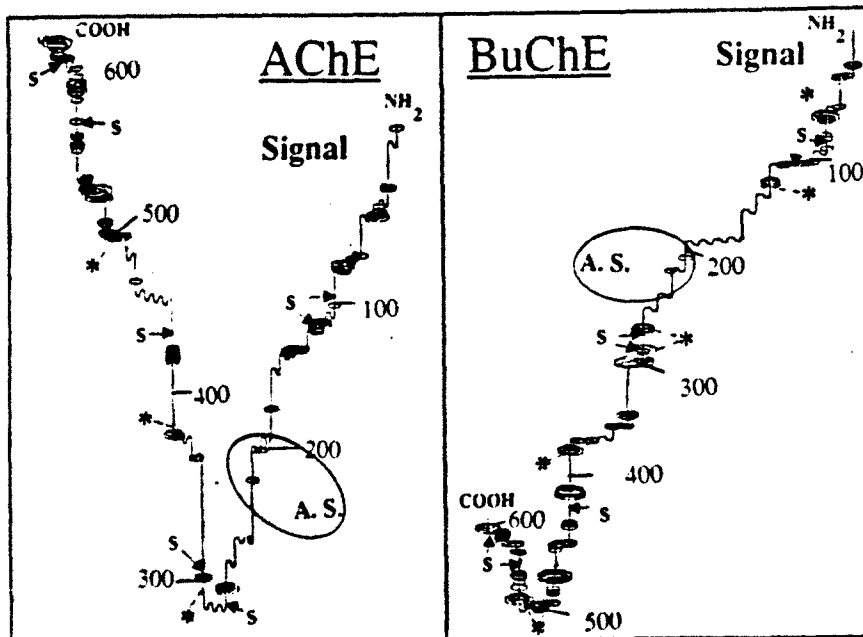 COOH
600
S
AChE
S
NH2
Signal
500
*
S
100
S
400
*
200
A. S.
S
300
*
S
BuChE
Signal
NH2
*
S
100
*
A. S.
200
S
*
300
*
400
COOH
600
S
S
500
*